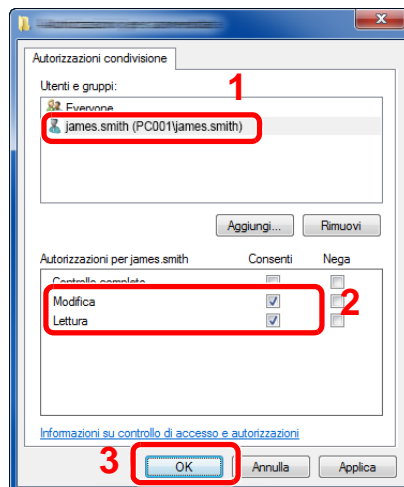 Autorizzazioni condivisione
Utenti e gruppi:
1
Everyone
james.smith (PC001\james.smith)
Aggiungi... Rimuovi
Autorizzazioni per james.smith Consenti Nega
Controllo completo
Modifica
2
Lettura
Informazioni su controllo di accesso e autorizzazioni
3
OK Annulla Applica